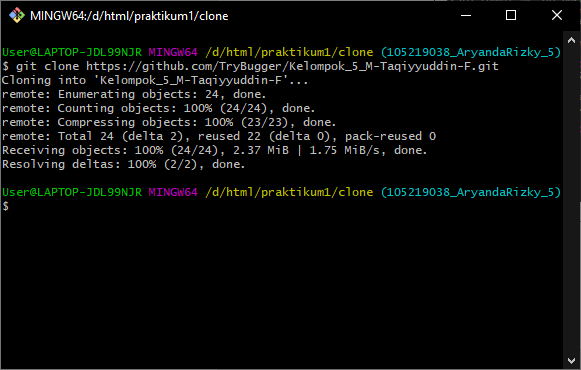 MINGW64:/d/html/praktikum1/clone
User@LAPTOP-JDL99NJR MINGW64 /d/html/praktikum1/clone (105219038_AryandaRizky_5)
$ git clone https://github.com/TryBugger/Kelompok_5_M-Taqiyyuddin-F.git
Cloning into 'Kelompok_5_M-Taqiyyuddin-F'...
remote: Enumerating objects: 24, done.
remote: Counting objects: 100% (24/24), done.
remote: Compressing objects: 100% (23/23), done.
remote: Total 24 (delta 2), reused 22 (delta 0), pack-reused 0
Receiving objects: 100% (24/24), 2.37 MiB | 1.75 MiB/s, done.
Resolving deltas: 100% (2/2), done.
User@LAPTOP-JDL99NJR MINGW64 /d/html/praktikum1/clone (105219038_AryandaRizky_5)
$